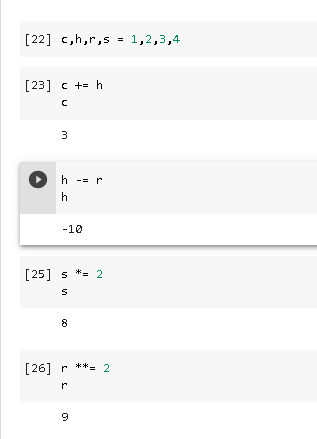 [22] c,h,r,s = 1,2,3,4
[23] c += h
c
3
h -= r
h
-10
[25] s *= 2
s
8
[26] r **= 2
r
9